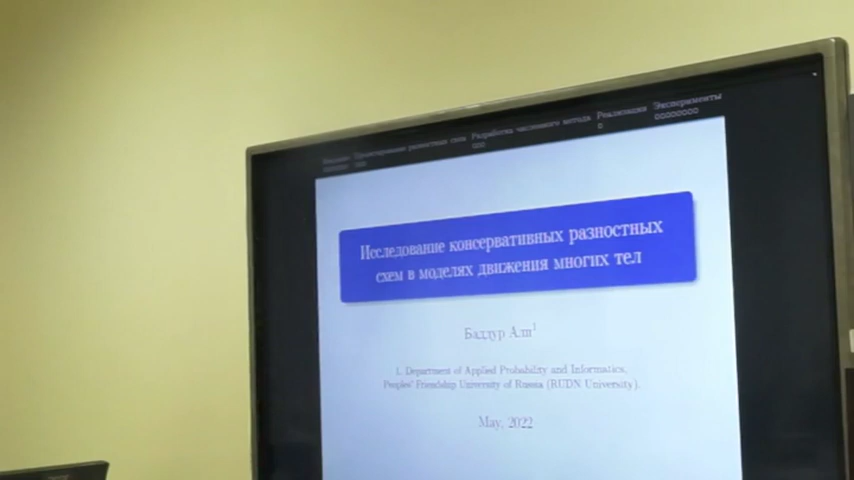 Разработка численного метода Реализация Эксперименты
Исследование консервативных разностных
схем в моделях движения многих тел
Баддур Али¹
1. Department of Applied Probability and Informatics,
Peoples' Friendship University of Russia (RUDN University).
May, 2022